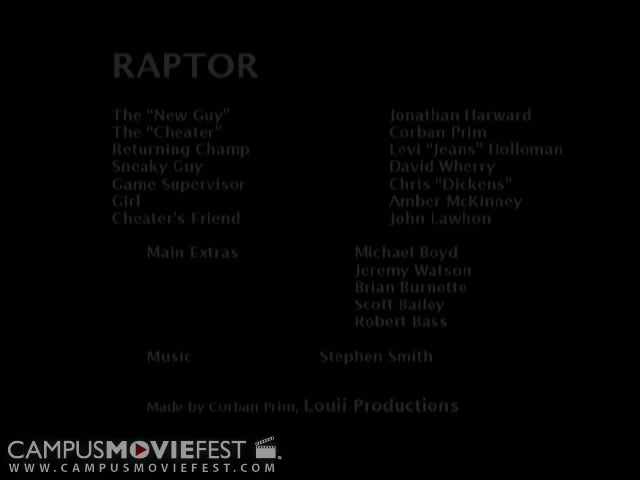 RAPTOR
The “New Guy” Jonathan Harward
The “Cheater” Corban Prim
Returning Champ Levi “Jeans” Holloman
Sneaky Guy David Wherry
Game Supervisor Chris “Dickens”
Girl Amber McKinney
Cheater's Friend John Lawhon
Main Extras Michael Boyd
Jeremy Watson
Brian Burnette
Scott Bailey
Robert Bass
Music Stephen Smith
Made by Corban Prim, Louii Productions
CAMPUSMOVIEFEST
WWW.CAMPUSMOVIEFEST.COM